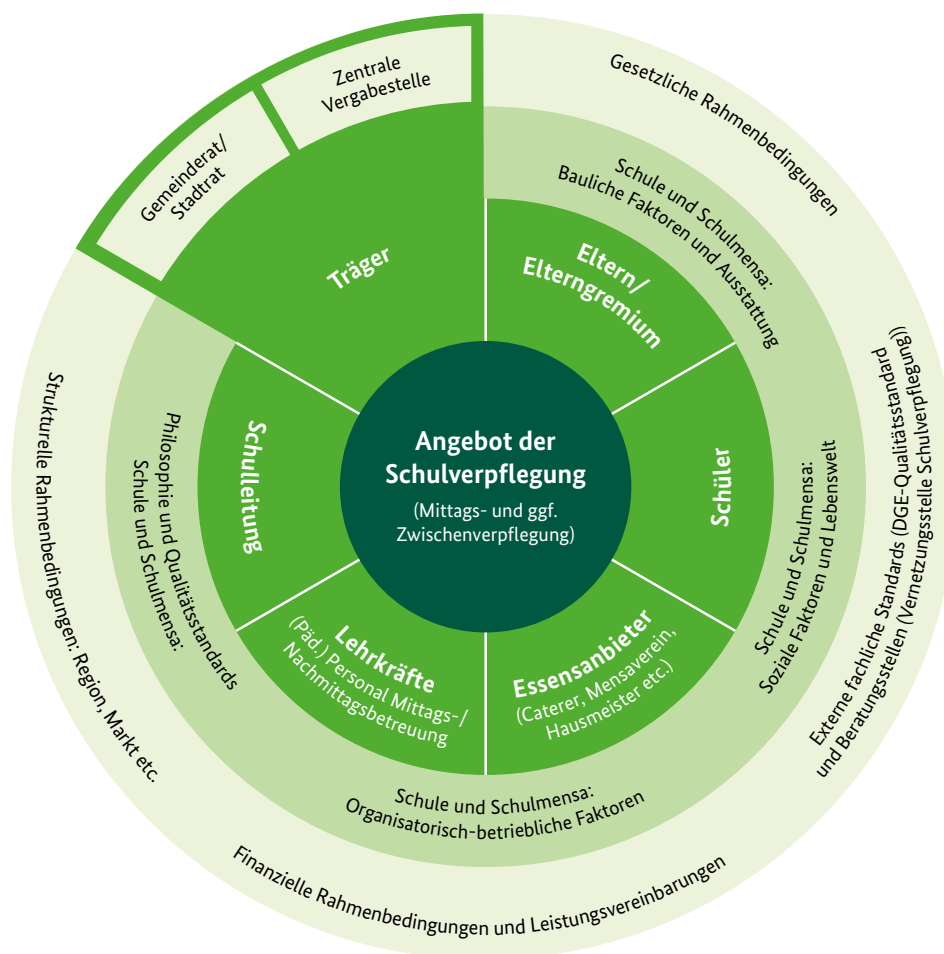 Zentrale
Vergabestelle
Gemeinderat/
Stadtrat
Träger
Gesetzliche Rahmenbedingungen
Schule und Schulmensa:
Bauliche Faktoren und Ausstattung
Eltern/
Elterngremium
Externe fachliche Standards (DGE-Qualitätsstandard
und Beratungsstellen (Vernetzungsstelle Schulverpflegung))
Schule und Schulmensa:
Soziale Faktoren und Lebenswelt
Schüler
Angebot der
Schulverpflegung
(Mittags- und ggf.
Zwischenverpflegung)
Schulleitung
Philosophie und Qualitätsstandards
Schule und Schulmensa:
Strukturelle Rahmenbedingungen: Region, Markt etc.
Lehrkräfte
(Päd.) Personal Mittags-/
Nachmittagsbetreuung
Essensanbieter
(Caterer, Mensaverein,
Hausmeister etc.)
Schule und Schulmensa:
Organisatorisch-betriebliche Faktoren
Finanzielle Rahmenbedingungen und Leistungsvereinbarungen